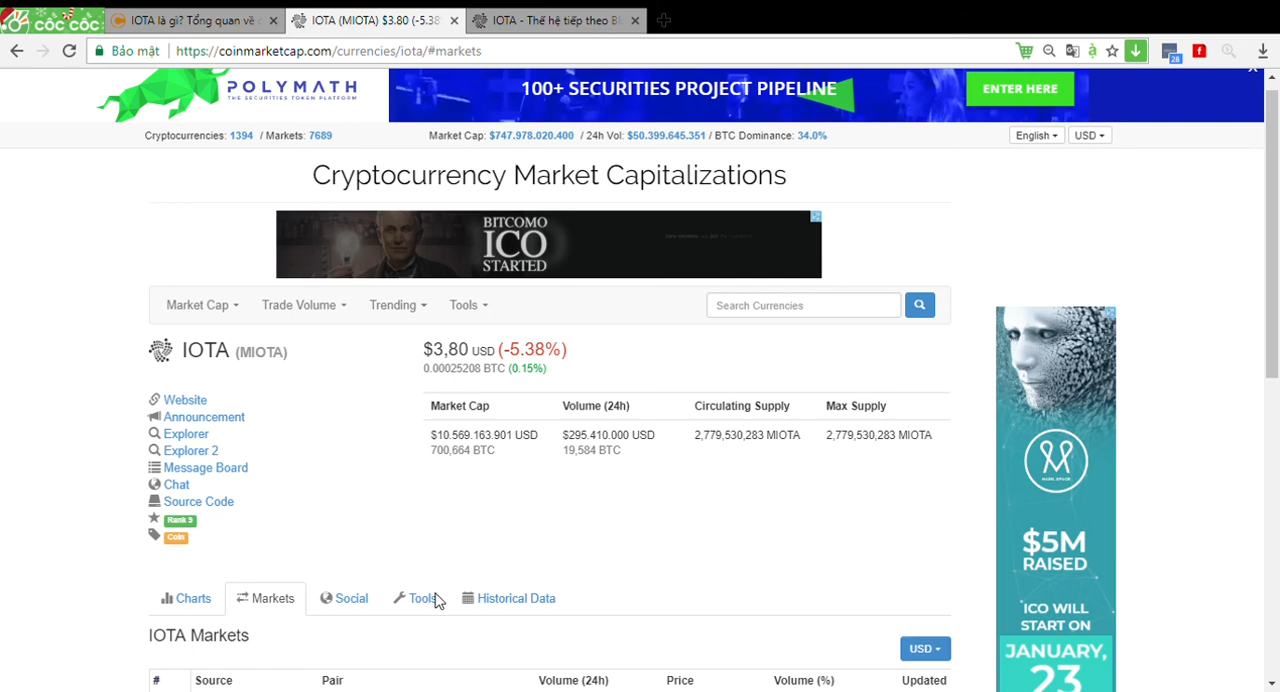 CỐC CỐC
IOTA là gì? Tổng quan về
IOTA (MIOTA) $3,80 (-5.38%
IOTA - Thế hệ tiếp theo
Bảo mật
https://coinmarketcap.com/currencies/iota/#markets
28
POLYMATH
THE SECURITIES TOKEN PLATFORM
100+ SECURITIES PROJECT PIPELINE
ENTER HERE
Cryptocurrencies: 1394 / Markets: 7689
Market Cap: $747.978.020.400 / 24h Vol: $50.399.645.351 / BTC Dominance: 34.0%
English
USD
Cryptocurrency Market Capitalizations
BITCOMO
ICO
STARTED
Market Cap
Trade Volume
Trending
Tools
Search Currencies
IOTA (MIOTA)
$3,80 USD (-5.38%)
0.00025208 BTC (0.15%)
Website
Announcement
Explorer
Explorer 2
Message Board
Chat
Source Code
Rank 9
Coin
Market Cap
Volume (24h)
Circulating Supply
Max Supply
$10.569.163.901 USD
$295.410.000 USD
2,779,530,283 MIOTA
2,779,530,283 MIOTA
700,664 BTC
19,584 BTC
$5M
RAISED
ICO WILL
START ON
JANUARY,
23
Charts
Markets
Social
Tools
Historical Data
IOTA Markets
USD
#
Source
Pair
Volume (24h)
Price
Volume (%)
Updated